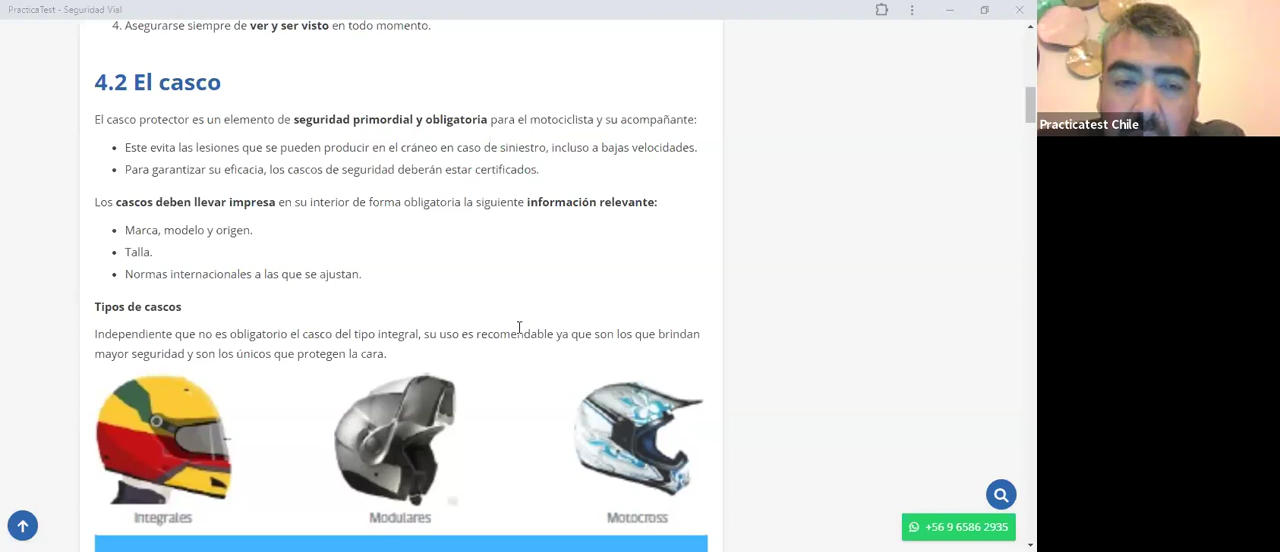 PracticaTest - Seguridad Vial
4. Asegurarse siempre de ver y ser visto en todo momento.
4.2 El casco
El casco protector es un elemento de seguridad primordial y obligatoria para el motociclista y su acompañante:
• Este evita las lesiones que se pueden producir en el cráneo en caso de siniestro, incluso a bajas velocidades.
• Para garantizar su eficacia, los cascos de seguridad deberán estar certificados.
Los cascos deben llevar impresa en su interior de forma obligatoria la siguiente información relevante:
• Marca, modelo y origen.
• Talla.
• Normas internacionales a las que se ajustan.
Tipos de cascos
Independiente que no es obligatorio el casco del tipo integral, su uso es recomendable ya que son los que brindan
mayor seguridad y son los únicos que protegen la cara.
Integrales
Modulares
Motocross
+56 9 6586 2935
Practicatest Chile